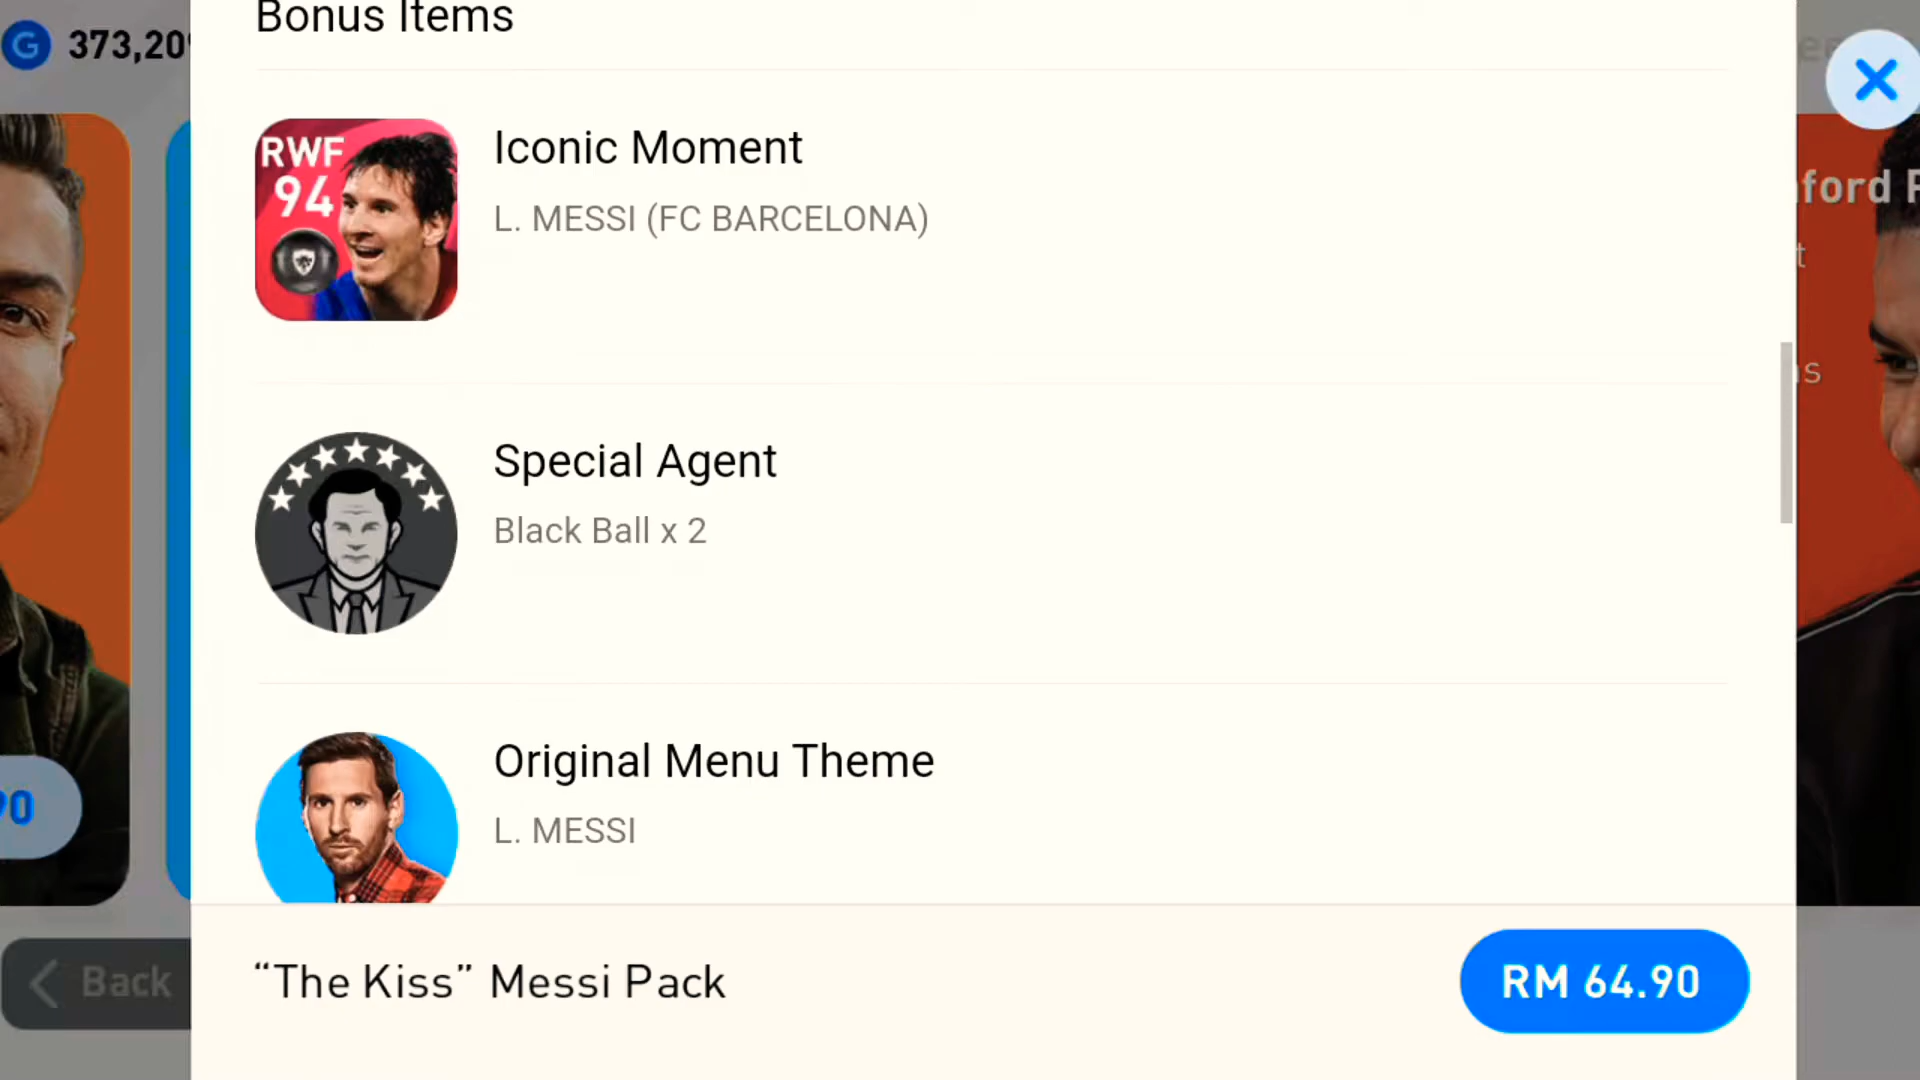 Bonus Items
G 373,20
RWF
94
Iconic Moment
L. MESSI (FC BARCELONA)
Special Agent
Black Ball x 2
Original Menu Theme
L. MESSI
"The Kiss" Messi Pack
RM 64.90
Back
90